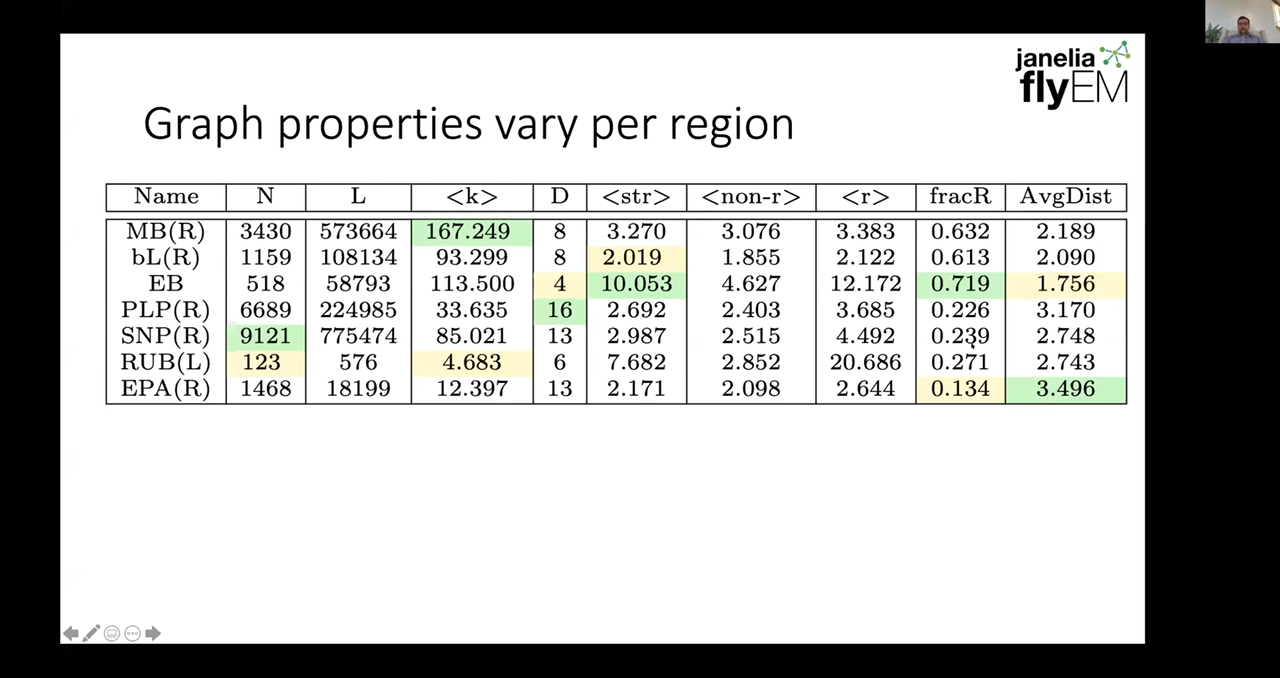 janelia
flyEM
Graph properties vary per region
Name N L <k> D <str> <non-r> <r> fracR AvgDist
MB(R) 3430 573664 167.249 8 3.270 3.076 3.383 0.632 2.189
bL(R) 1159 108134 93.299 8 2.019 1.855 2.122 0.613 2.090
EB 518 58793 113.500 4 10.053 4.627 12.172 0.719 1.756
PLP(R) 6689 224985 33.635 16 2.692 2.403 3.685 0.226 3.170
SNP(R) 9121 775474 85.021 13 2.987 2.515 4.492 0.239 2.748
RUB(L) 123 576 4.683 6 7.682 2.852 20.686 0.271 2.743
EPA(R) 1468 18199 12.397 13 2.171 2.098 2.644 0.134 3.496